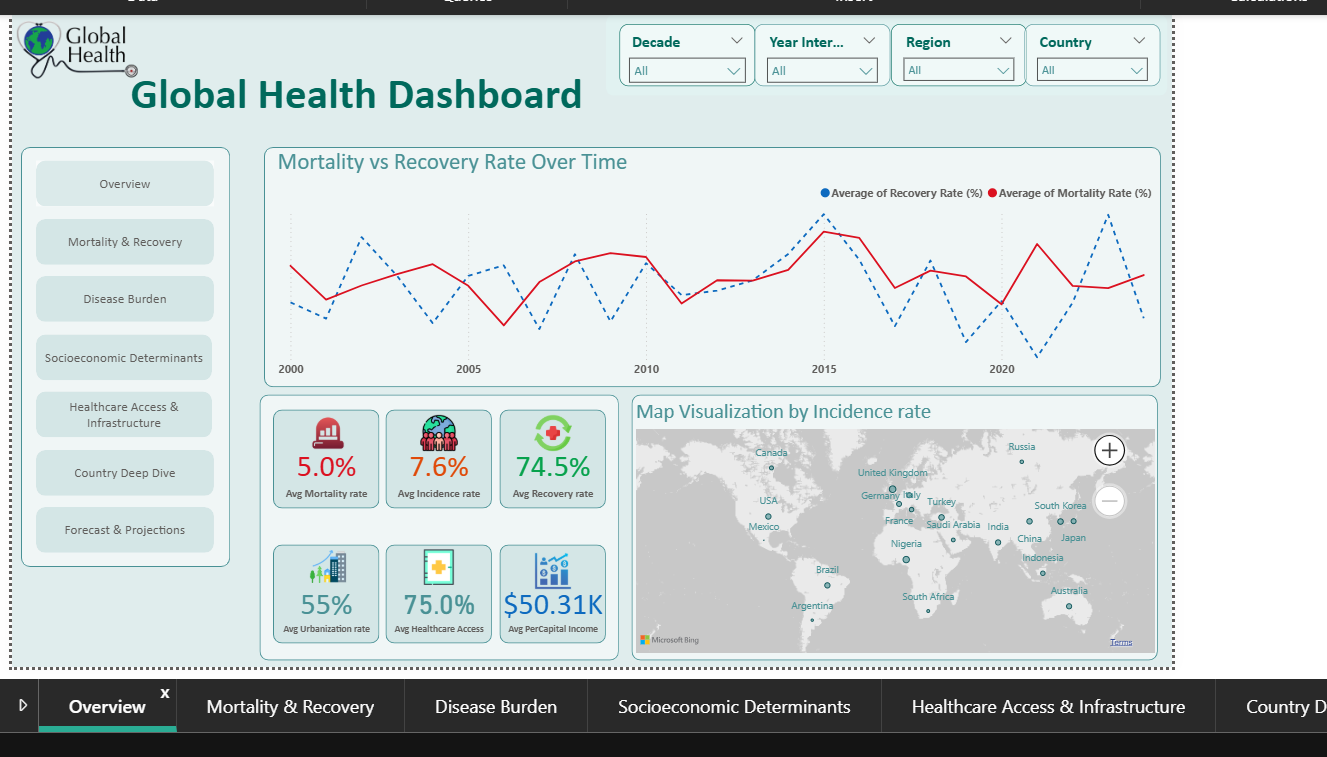 Data
Queries
Insert
Calculations
Global
Health
Global Health Dashboard
Decade
All
Year Inter...
All
Region
All
Country
All
Overview
Mortality & Recovery
Disease Burden
Socioeconomic Determinants
Healthcare Access &
Infrastructure
Country Deep Dive
Forecast & Projections
Mortality vs Recovery Rate Over Time
Average of Recovery Rate (%)
Average of Mortality Rate (%)
2000
2005
2010
2015
2020
5.0%
Avg Mortality rate
7.6%
Avg Incidence rate
74.5%
Avg Recovery rate
55%
Avg Urbanization rate
75.0%
Avg Healthcare Access
$50.31K
Avg PerCapital Income
Map Visualization by Incidence rate
Canada
Russia
United Kingdom
Germany
Italy
USA
Turkey
South Korea
France
Mexico
Saudi Arabia
India
China
Japan
Nigeria
Indonesia
Brazil
Australia
South Africa
Argentina
Microsoft Bing
Terms
Overview
x
Mortality & Recovery
Disease Burden
Socioeconomic Determinants
Healthcare Access & Infrastructure
Country D